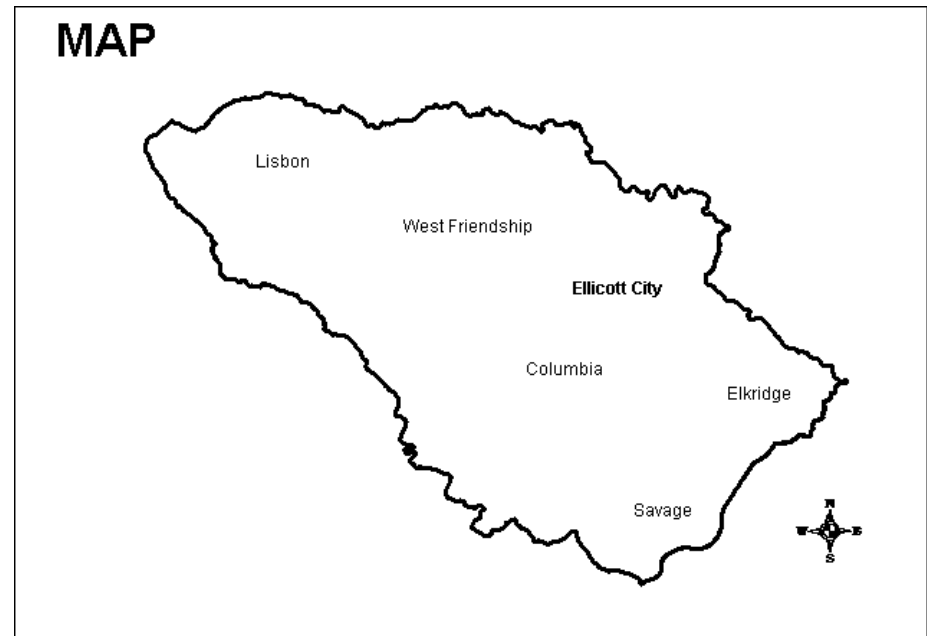 MAP
Lisbon
West Friendship
Ellicott City
Columbia
Elkridge
Savage
N
W E
S